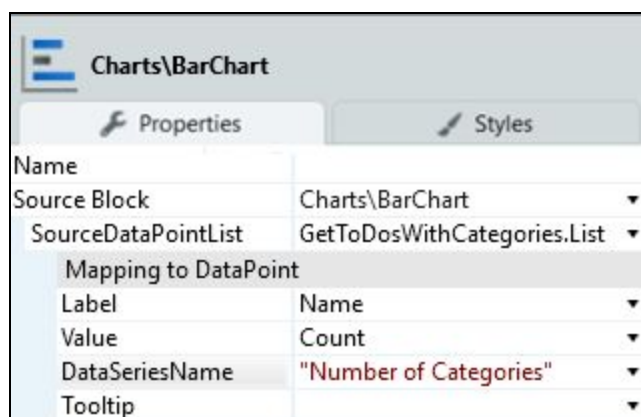 Charts\BarChart
Properties Styles
Name
Source Block Charts\BarChart
SourceDataPointList GetToDosWithCategories.List
Mapping to DataPoint
Label Name
Value Count
DataSeriesName "Number of Categories"
Tooltip